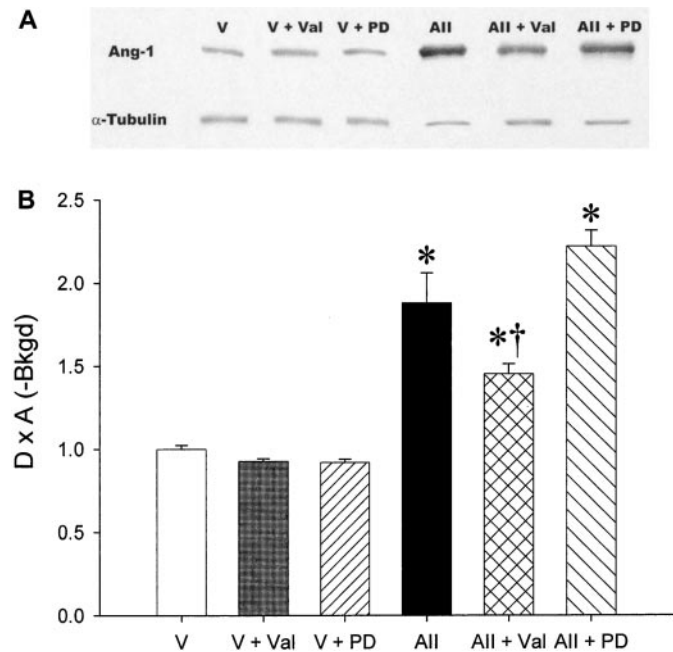 A
V V + Val V + PD AII AII + Val AII + PD
Ang-1
α-Tubulin
B
2.5
2.0
1.5
1.0
0.5
0.0
D x A (-Bkgd)
*
*†
*
V V + Val V + PD AII AII + Val AII + PD